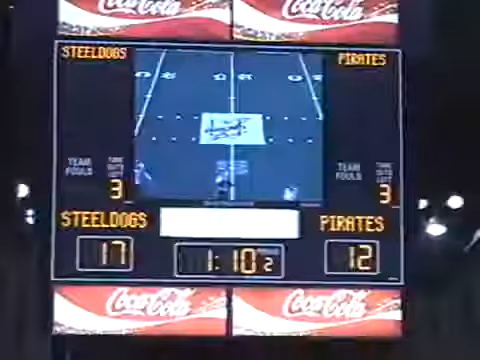 Coca-Cola Coca-Cola
STEELDOGS PIRATES
TEAM FOULS TIME OUTS LEFT 3
TEAM FOULS TIME OUTS LEFT 3
STEELDOGS PIRATES
17 1:10 2 12
Coca-Cola Coca-Cola